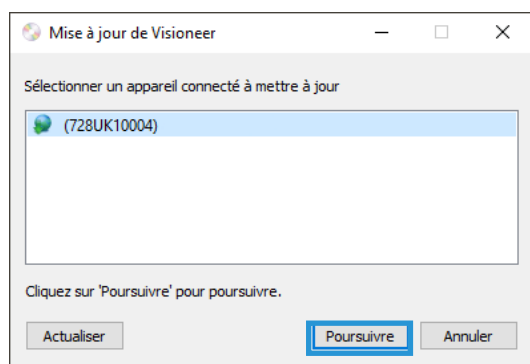 Mise à jour de Visioneer
Sélectionner un appareil connecté à mettre à jour
(728UK10004)
Cliquez sur 'Poursuivre' pour poursuivre.
Actualiser Poursuivre Annuler